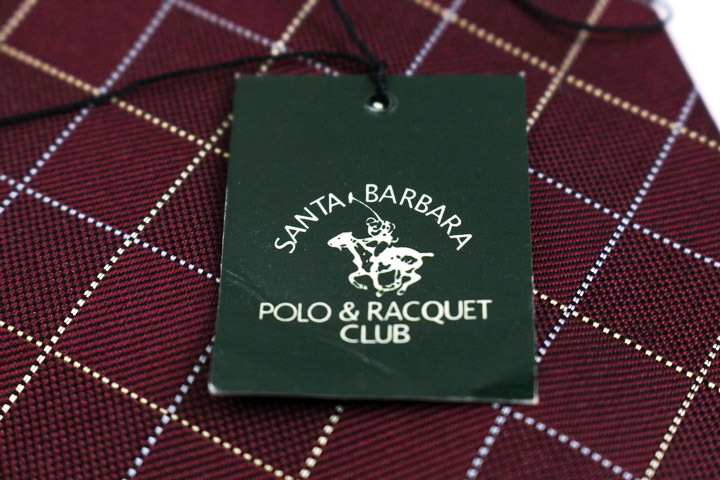 SANTA BARBARA
POLO & RACQUET
CLUB